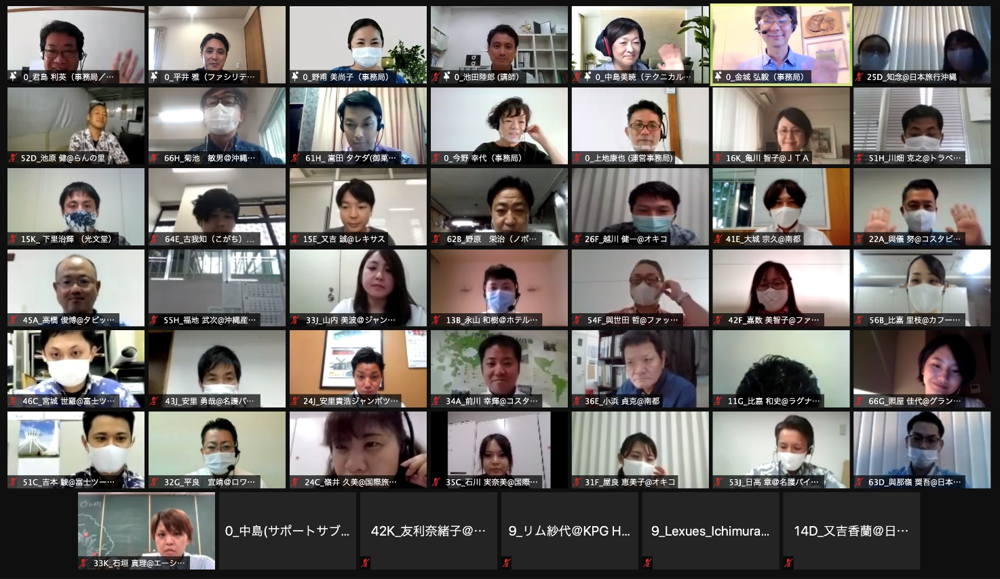 0_君島 利英（事務局／…
0_平井 雅（ファシリテ…
0_野甫 美尚子（事務局）
0_池田陸郎 (講師）
0_中島美暁（テクニカル…
0_金城 弘毅（事務局）
25D_知念@日本旅行沖縄
52D_池原 健@らんの里
66H_菊池　敏男@沖縄…
61H_ 嵩田 タケダ(御菓…
0_今野 幸代（事務局）
0_上地康也 (運営事務局)
16K_亀川 智子@ＪＴＡ
51H_川畑 克之@トラベ…
15K_ 下里治輝 （光文堂）
64E_古我知（こがち）…
15E_又吉 誠@レキサス
62B_野原　栄治（ノボ…
26F_越川 健一@オキコ
41E_大城 宗久@南都
22A_與儀 努@コスタビ…
45A_高橋 俊博@タピッ…
55H_福地 武次@沖縄産…
33J_山内 美波@ジャン…
13B_永山 和樹@ホテル…
54F_與世田 哲@ファッ…
42F_嘉数 美智子@ファ…
56B_比嘉 里枝@カフー…
46C_宮城 世羅@富士ツ…
43J_安里 勇哉@名護パ…
24J_安里貴浩ジャンボツ…
34A_前川 幸輝@コスタ…
36E_小浜 貞克@南都
11G_比嘉 和史@ラグナ…
66G_照屋 佳代@グラン…
51C_吉本 駿@富士ツー…
32G_平良　宜靖@ロワ…
24C_嶺井 久美@国際旅…
35C_石川 実奈美@国際…
31F_屋良 恵美子@オキコ
53J_日高 章@名護パイ…
63D_與那嶺 奨吾@日本…
33K_石垣 真理@エーシ…
0_中島(サポートサブ...
42K_友利奈緒子@…
9_リム紗代@KPG H...
9_Lexues_Ichimura...
14D_又吉香蘭@日…